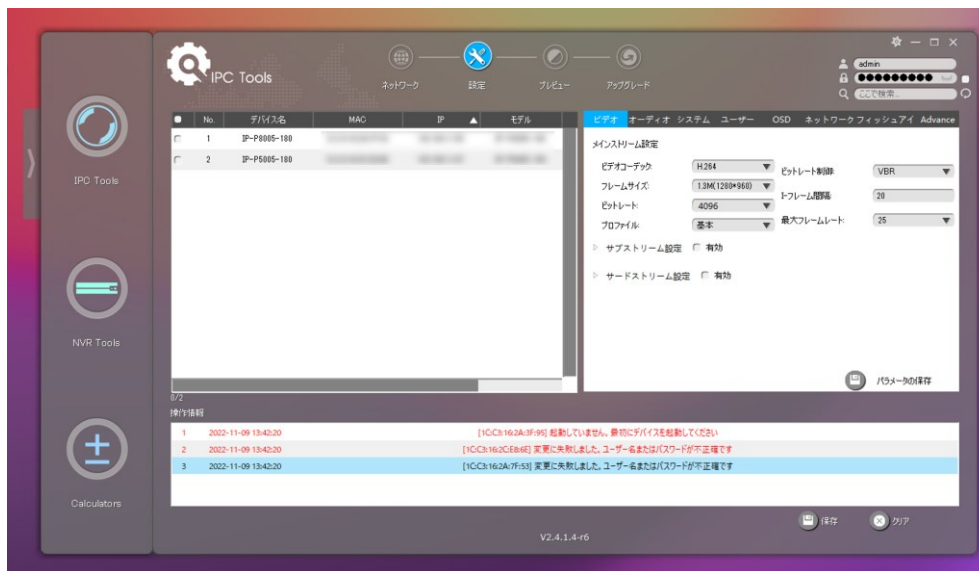 IPC Tools
ネットワーク
設定
プレビュー
アップグレード
admin
ここで検索...
IPC Tools
NVR Tools
Calculators
No. デバイス名 MAC IP モデル
1 IP-P8005-180
2 IP-P5005-180
0/2
ビデオ オーディオ システム ユーザー OSD ネットワーク フィッシュアイ Advance
メインストリーム設定
ビデオコーデック: H.264 ビットレート制御: VBR
フレームサイズ: 1.3M(1280*960) I-フレーム間隔: 20
ビットレート: 4096 最大フレームレート: 25
プロファイル: 基本
サブストリーム設定 有効
サードストリーム設定 有効
パラメータの保存
操作情報
1 2022-11-09 13:42:20 [1C:C3:16:2A:3F:95] 起動していません。最初にデバイスを起動してください
2 2022-11-09 13:42:20 [1C:C3:16:2C:E8:6E] 変更に失敗しました。ユーザー名またはパスワードが不正確です
3 2022-11-09 13:42:20 [1C:C3:16:2A:7F:53] 変更に失敗しました。ユーザー名またはパスワードが不正確です
保存
クリア
V2.4.1.4-r6